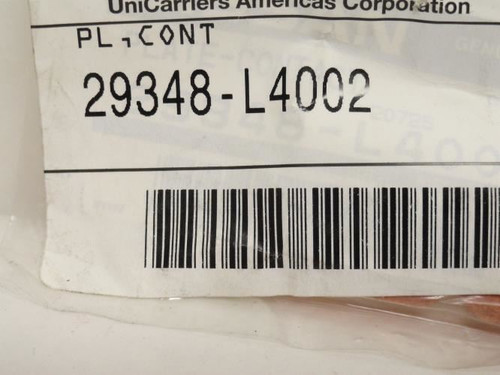 UniCarriers Americas Corporation
PL,CONT
29348-L4002